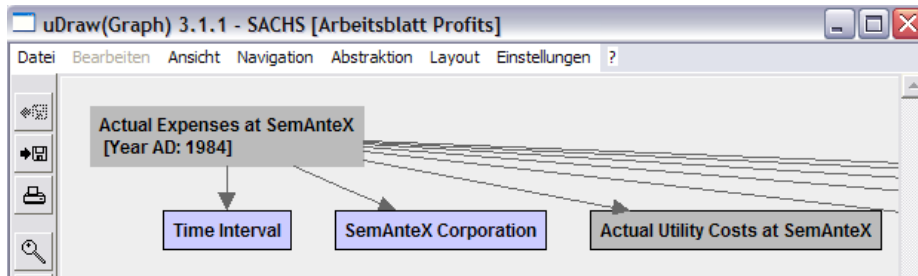 uDraw(Graph) 3.1.1 - SACHS [Arbeitsblatt Profits]
Datei Bearbeiten Ansicht Navigation Abstraktion Layout Einstellungen ?
Actual Expenses at SemAnteX
[Year AD: 1984]
Time Interval
SemAnteX Corporation
Actual Utility Costs at SemAnteX